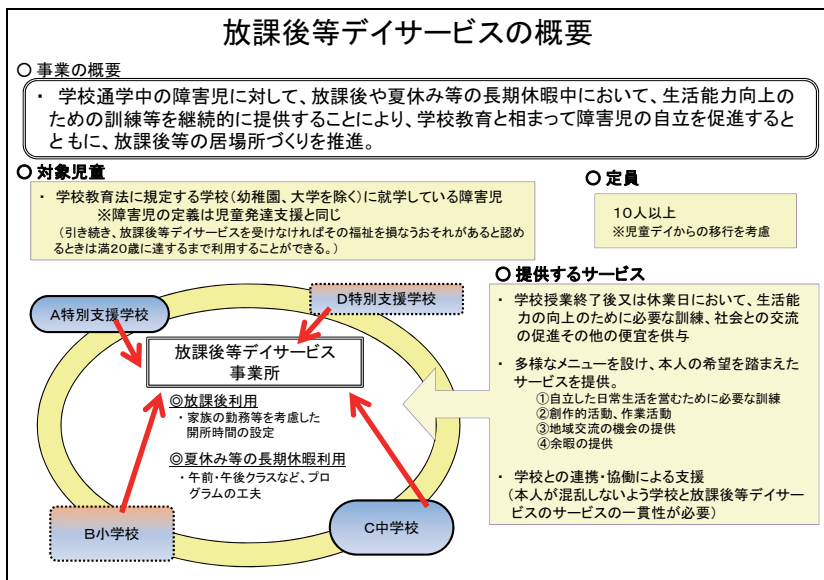 放課後等デイサービスの概要
○ 事業の概要
・ 学校通学中の障害児に対して、放課後や夏休み等の長期休暇中において、生活能力向上の
ための訓練等を継続的に提供することにより、学校教育と相まって障害児の自立を促進すると
ともに、放課後等の居場所づくりを推進。
○ 対象児童
・ 学校教育法に規定する学校(幼稚園、大学を除く)に就学している障害児
※障害児の定義は児童発達支援と同じ
(引き続き、放課後等デイサービスを受けなければその福祉を損なうおそれがあると認め
るときは満20歳に達するまで利用することができる。)
○ 定員
10人以上
※児童デイからの移行を考慮
A特別支援学校
D特別支援学校
放課後等デイサービス
事業所
◎放課後利用
・家族の勤務等を考慮した
開所時間の設定
◎夏休み等の長期休暇利用
・午前・午後クラスなど、プロ
グラムの工夫
B小学校
C中学校
○ 提供するサービス
・ 学校授業終了後又は休業日において、生活能
力の向上のために必要な訓練、社会との交流
の促進その他の便宜を供与
・ 多様なメニューを設け、本人の希望を踏まえた
サービスを提供。
①自立した日常生活を営むために必要な訓練
②創作的活動、作業活動
③地域交流の機会の提供
④余暇の提供
・ 学校との連携・協働による支援
(本人が混乱しないよう学校と放課後等デイサー
ビスのサービスの一貫性が必要)